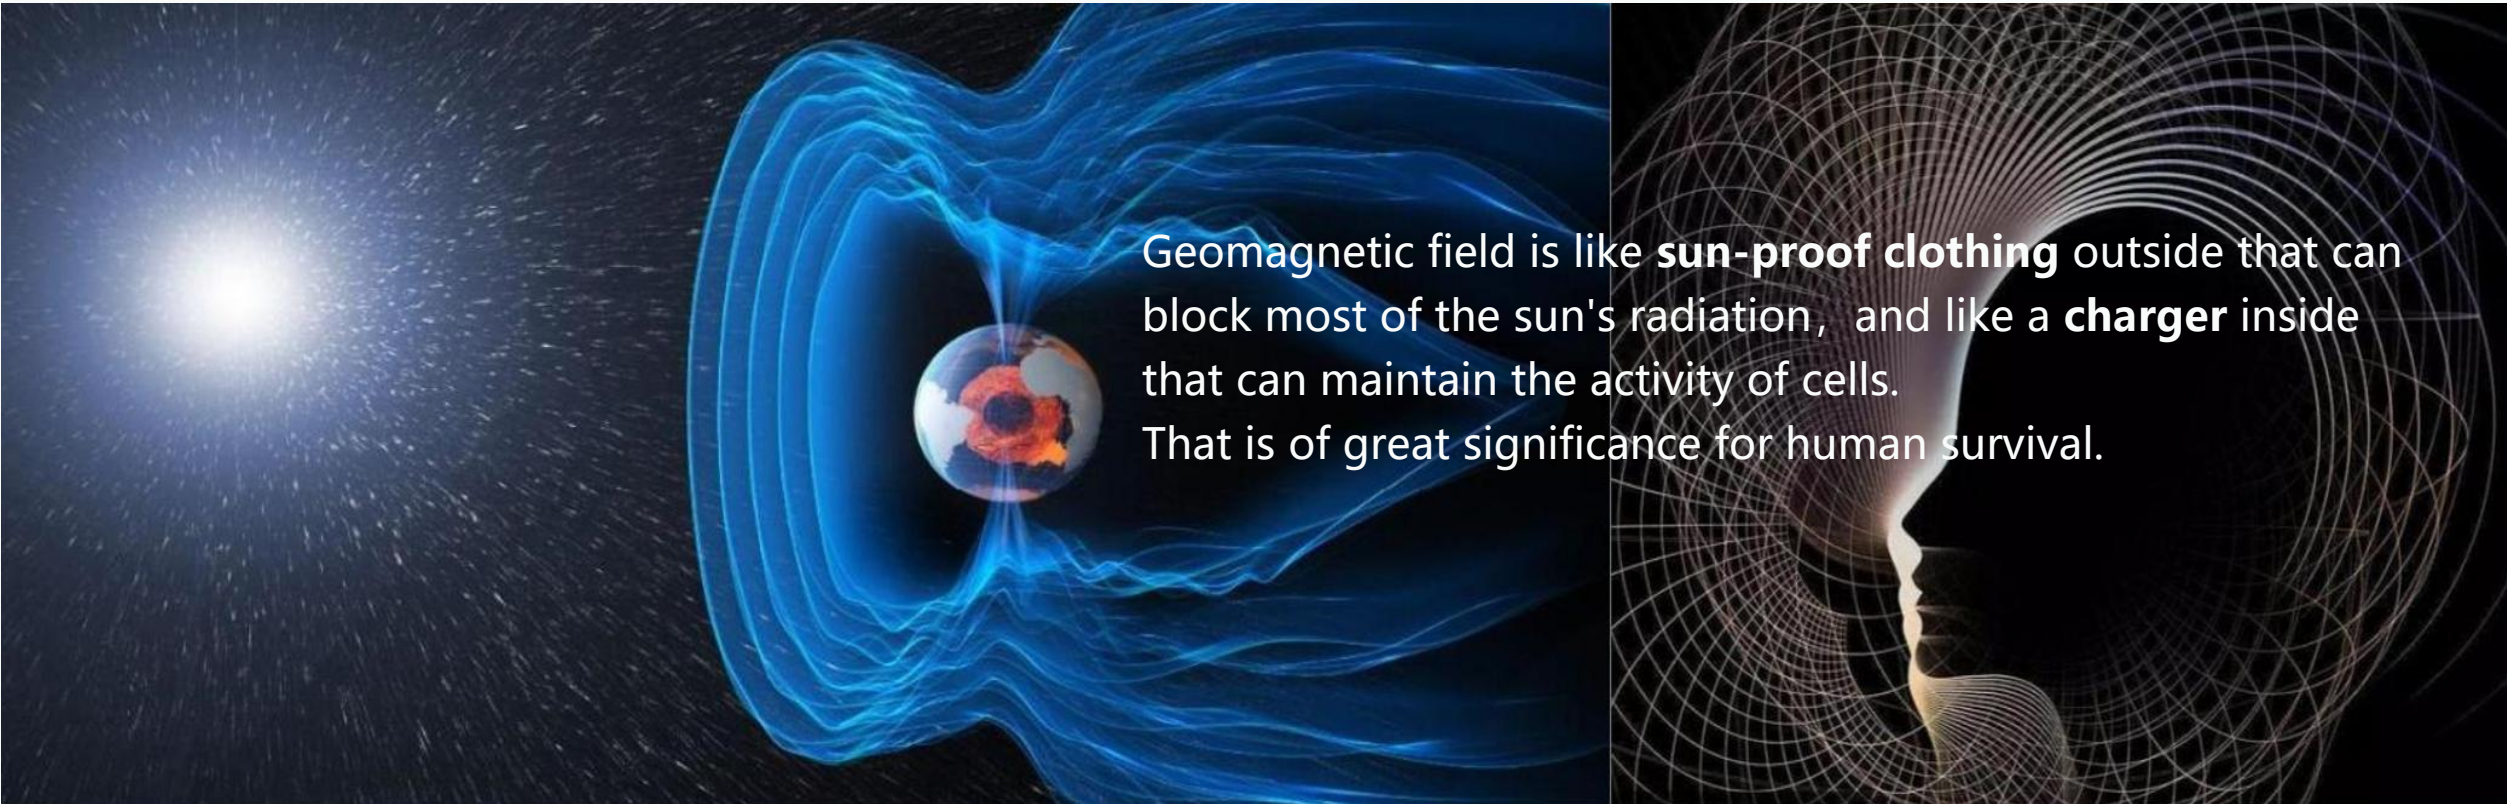 Geomagnetic field is like sun-proof clothing outside that can
block most of the sun's radiation，and like a charger inside
that can maintain the activity of cells.
That is of great significance for human survival.